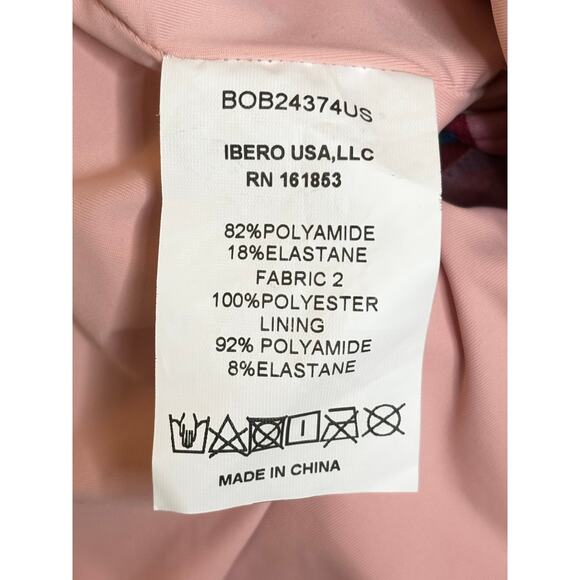 BOB24374US
IBERO USA,LLC
RN 161853
82%POLYAMIDE
18%ELASTANE
FABRIC 2
100%POLYESTER
LINING
92% POLYAMIDE
8%ELASTANE
MADE IN CHINA